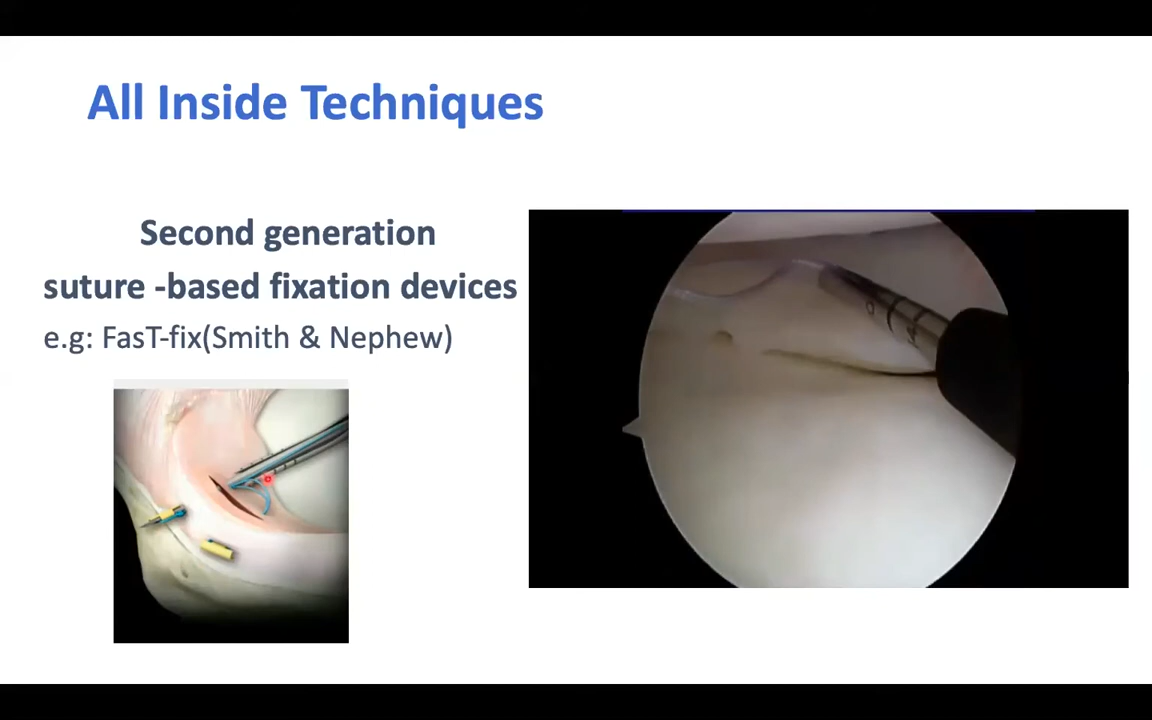 All Inside Techniques
Second generation
suture -based fixation devices
e.g: FasT-fix(Smith & Nephew)